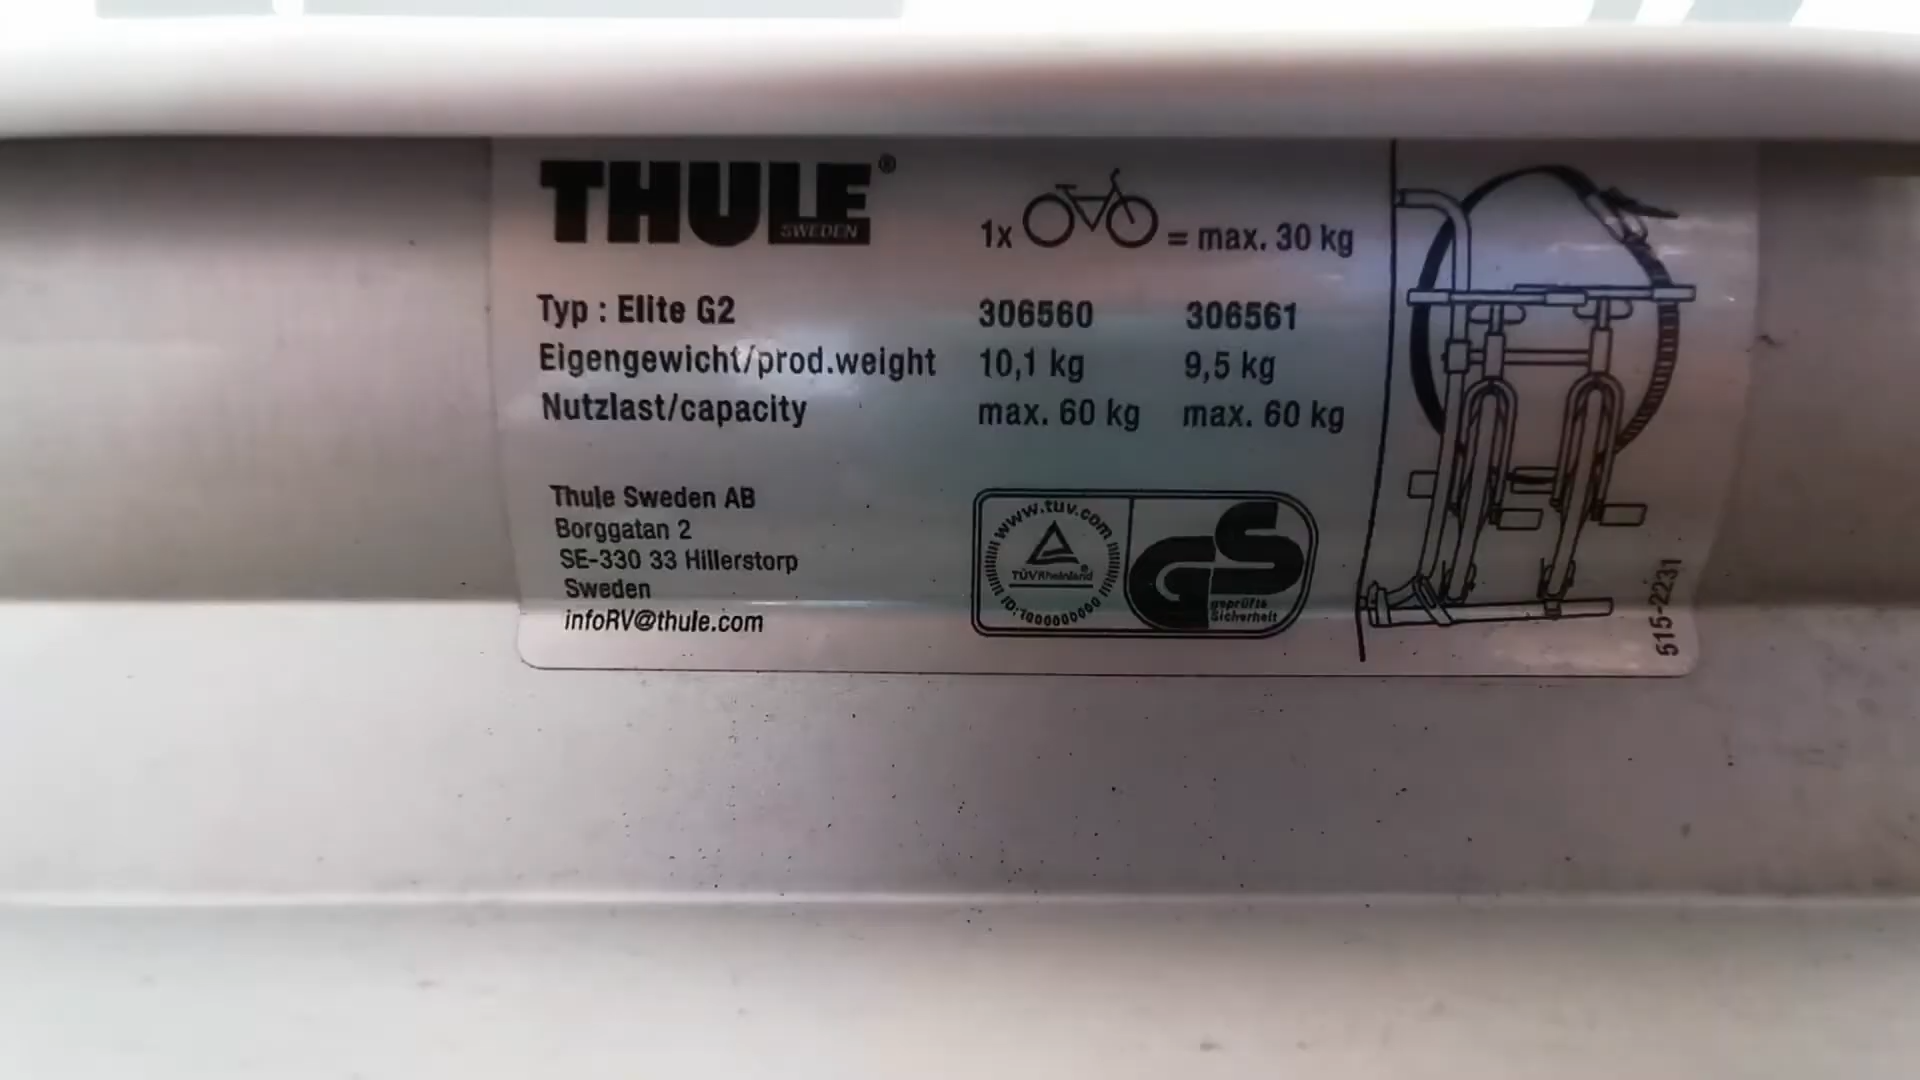 THULE®
SWEDEN
1x = max. 30 kg
Typ : Elite G2 306560 306561
Eigengewicht/prod.weight 10,1 kg 9,5 kg
Nutzlast/capacity max. 60 kg max. 60 kg
Thule Sweden AB
Borggatan 2
SE-330 33 Hillerstorp
Sweden
infoRV@thule.com
www.tuv.com
TÜVRheinland®
ID:1000000000
GS
geprüfte
Sicherheit
515-2231